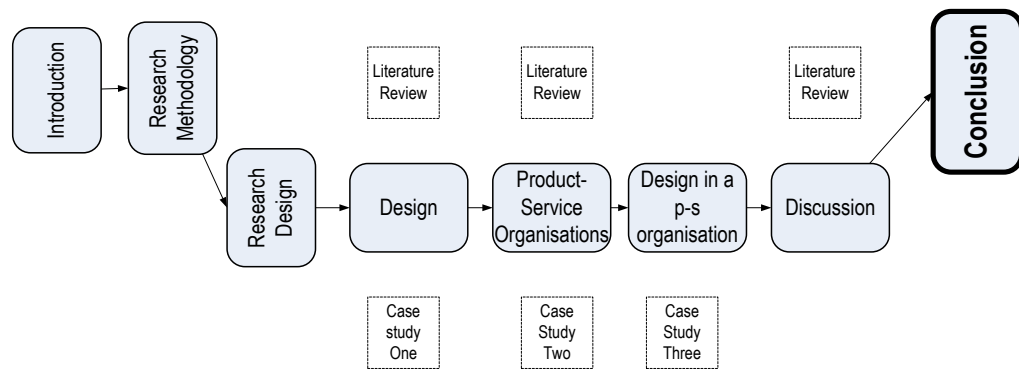 Introduction
Research
Methodology
Research
Design
Literature
Review
Design
Case
study
One
Literature
Review
Product-
Service
Organisations
Case
Study
Two
Design in a
p-s
organisation
Case
Study
Three
Literature
Review
Discussion
Conclusion